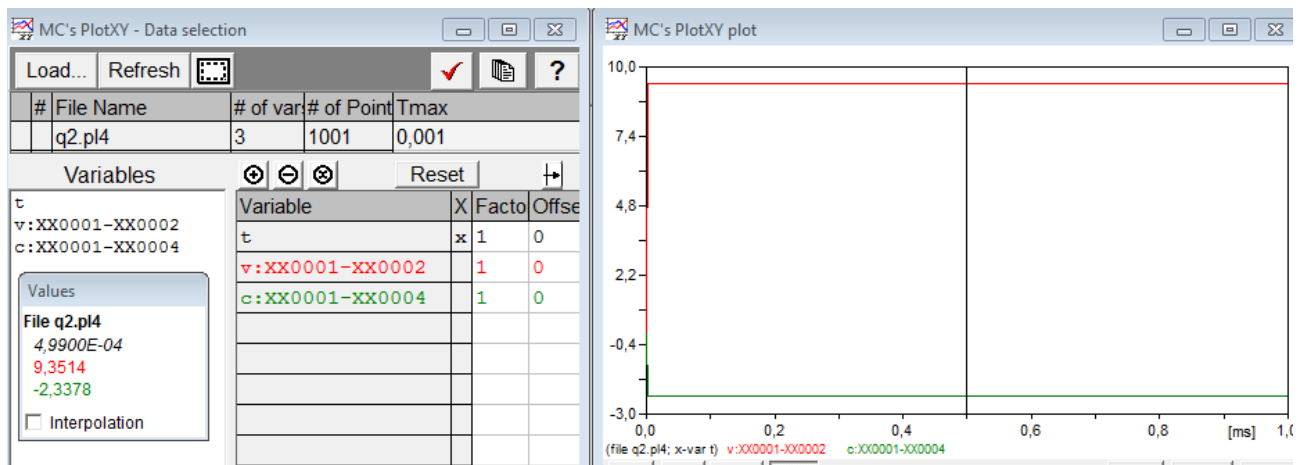 MC's PlotXY - Data selection
Load... Refresh ?
# File Name # of var: # of Point Tmax
q2.pl4 3 1001 0,001
Variables Reset
t
v:XX0001-XX0002
c:XX0001-XX0004
Variable X Facto Offse
t x 1 0
v:XX0001-XX0002 1 0
c:XX0001-XX0004 1 0
Values
File q2.pl4
4,9900E-04
9,3514
-2,3378
Interpolation
MC's PlotXY plot
10,0
7,4
4,8
2,2
-0,4
-3,0
0,0 0,2 0,4 0,6 0,8 [ms] 1,0
(file q2.pl4; x-var t) v:XX0001-XX0002 c:XX0001-XX0004